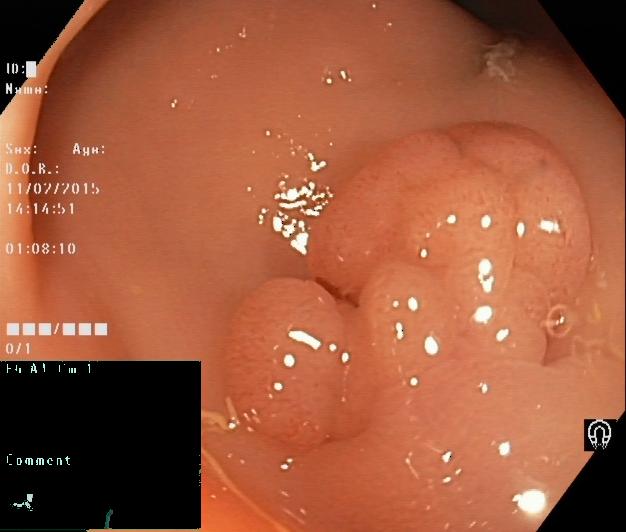 ID:
Name:
Sex: Age:
D.O.B.:
11/02/2015
14:14:51
01:08:10
■■■/■■■
0/1
Comment